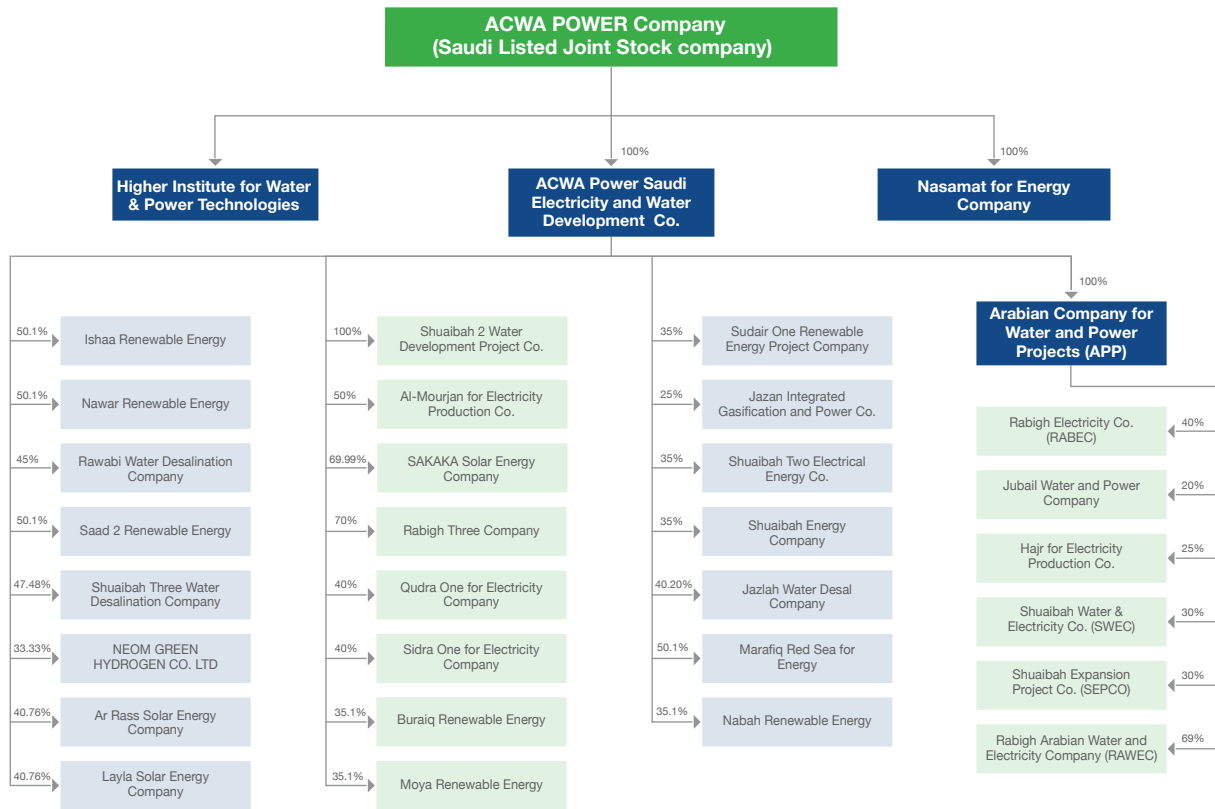 ACWA POWER Company
(Saudi Listed Joint Stock company)
100%
100%
Higher Institute for Water
& Power Technologies
ACWA Power Saudi
Electricity and Water
Development Co.
Nasamat for Energy
Company
100%
50.1%
Ishaa Renewable Energy
50.1%
Nawar Renewable Energy
45%
Rawabi Water Desalination
Company
50.1%
Saad 2 Renewable Energy
47.48%
Shuaibah Three Water
Desalination Company
33.33%
NEOM GREEN
HYDROGEN CO. LTD
40.76%
Ar Rass Solar Energy
Company
40.76%
Layla Solar Energy
Company
100%
Shuaibah 2 Water
Development Project Co.
50%
Al-Mourjan for Electricity
Production Co.
69.99%
SAKAKA Solar Energy
Company
70%
Rabigh Three Company
40%
Qudra One for Electricity
Company
40%
Sidra One for Electricity
Company
35.1%
Buraiq Renewable Energy
35.1%
Moya Renewable Energy
35%
Sudair One Renewable
Energy Project Company
25%
Jazan Integrated
Gasification and Power Co.
35%
Shuaibah Two Electrical
Energy Co.
35%
Shuaibah Energy
Company
40.20%
Jazlah Water Desal
Company
50.1%
Marafiq Red Sea for
Energy
35.1%
Nabah Renewable Energy
Arabian Company for
Water and Power
Projects (APP)
Rabigh Electricity Co.
(RABEC)
40%
Jubail Water and Power
Company
20%
Hajr for Electricity
Production Co.
25%
Shuaibah Water &
Electricity Co. (SWEC)
30%
Shuaibah Expansion
Project Co. (SEPCO)
30%
Rabigh Arabian Water and
Electricity Company (RAWEC)
69%